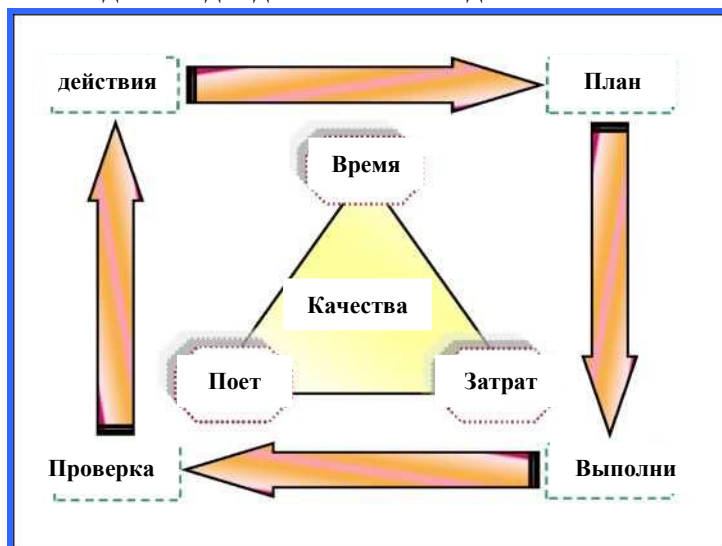 действия
План
Время
Качества
Поет
Затрат
Проверка
Выполни